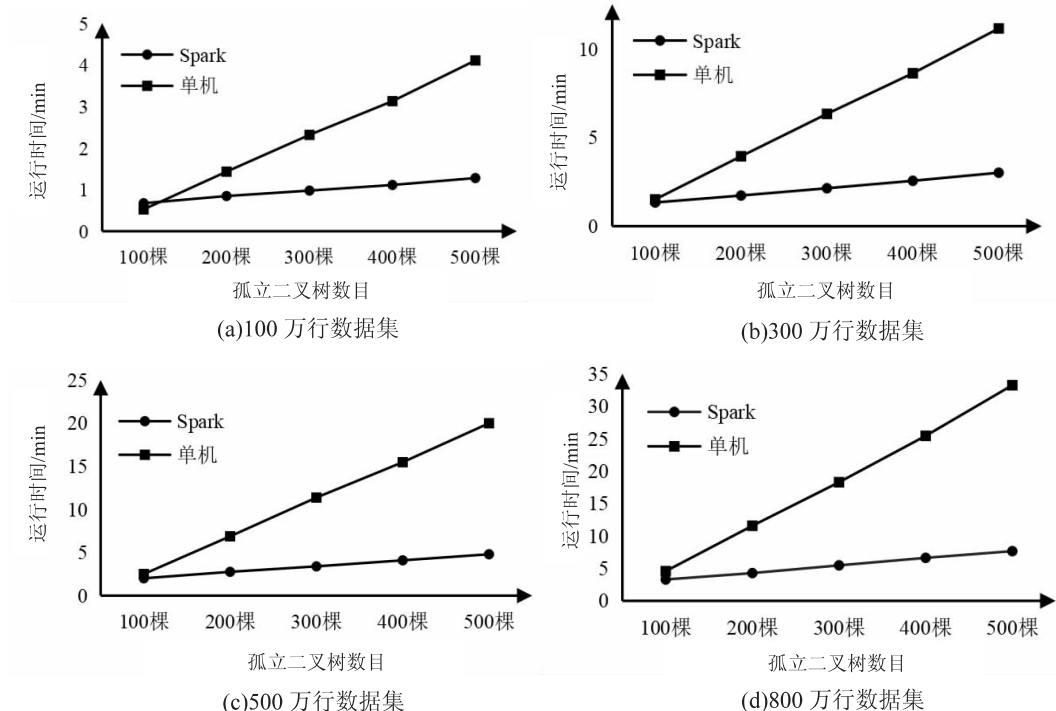 5
4
3
2
1
0
运行时间/min
Spark
单机
100棵 200棵 300棵 400棵 500棵
孤立二叉树数目
(a)100 万行数据集
10
5
0
运行时间/min
Spark
单机
100棵 200棵 300棵 400棵 500棵
孤立二叉树数目
(b)300 万行数据集
25
20
15
10
5
0
运行时间/min
Spark
单机
100棵 200棵 300棵 400棵 500棵
孤立二叉树数目
(c)500 万行数据集
35
30
25
20
15
10
5
0
运行时间/min
Spark
单机
100棵 200棵 300棵 400棵 500棵
孤立二叉树数目
(d)800 万行数据集